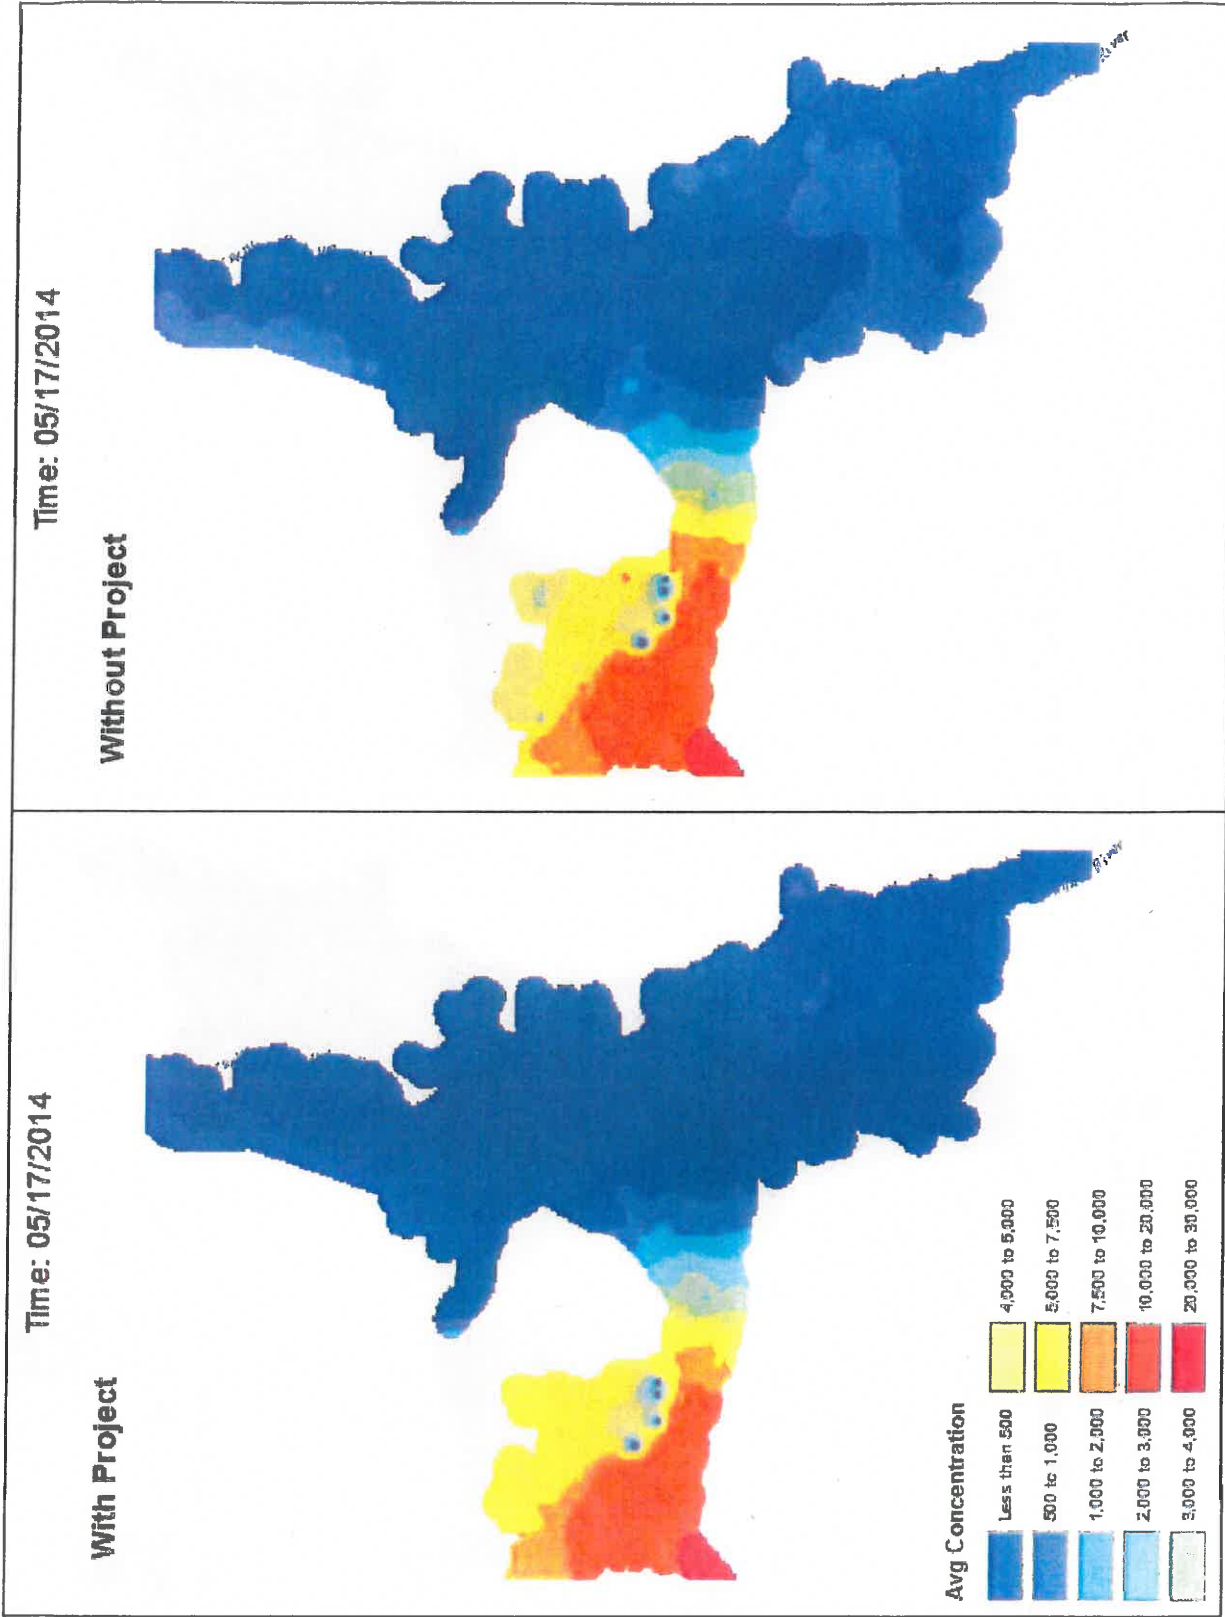 Time: 05/17/2014
With Project
Time: 05/17/2014
Without Project
River
River
Avg Concentration
Less than 500
500 to 1,000
1,000 to 2,000
2,000 to 3,000
3,000 to 4,000
4,000 to 5,000
5,000 to 7,500
7,500 to 10,000
10,000 to 20,000
20,000 to 30,000